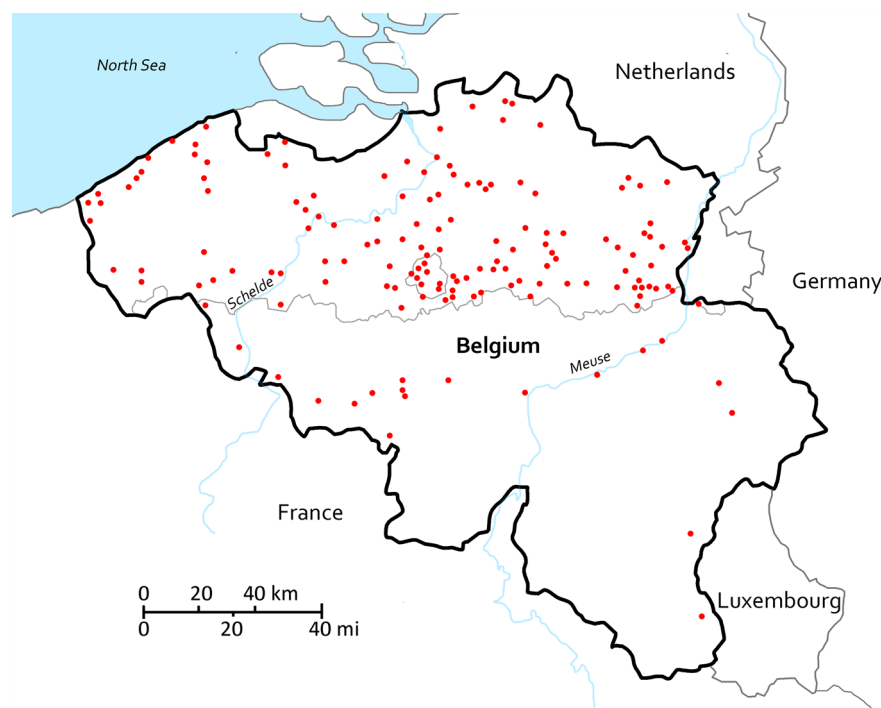 North Sea
Netherlands
Germany
Schelde
Belgium
Meuse
France
0 20 40 km
0 20 40 mi
Luxembourg